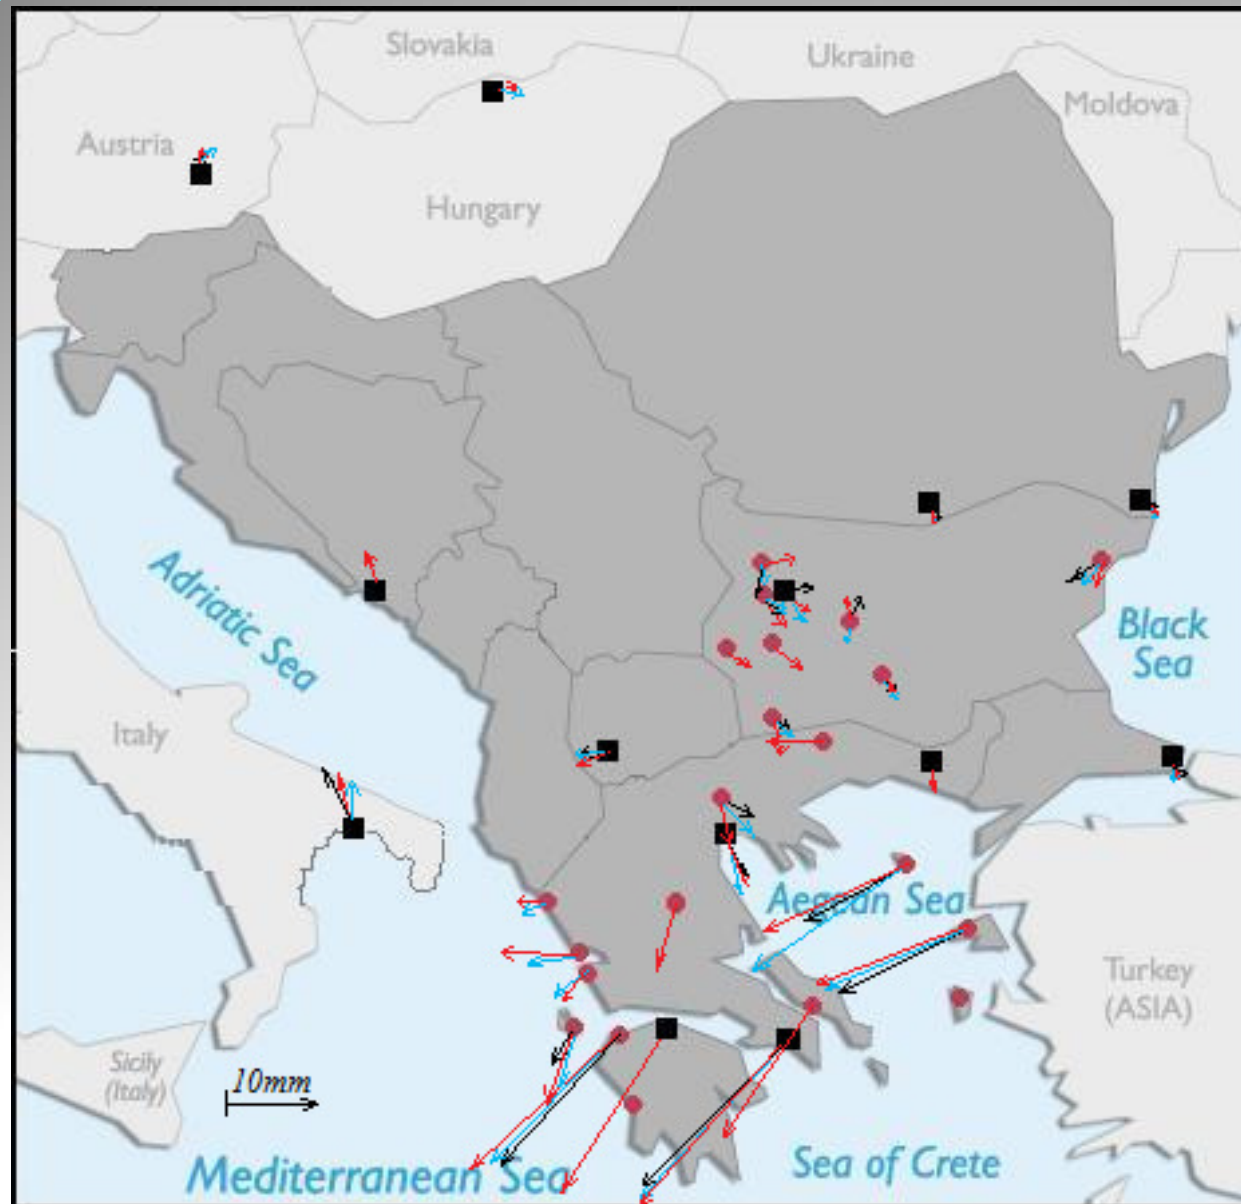 Slovakia
Ukraine
Moldova
Austria
Hungary
Adriatic
Sea
Black
Sea
Italy
Aegean Sea
Turkey
(ASIA)
Sicily
(Italy)
10mm
Mediterranean Sea
Sea of Crete